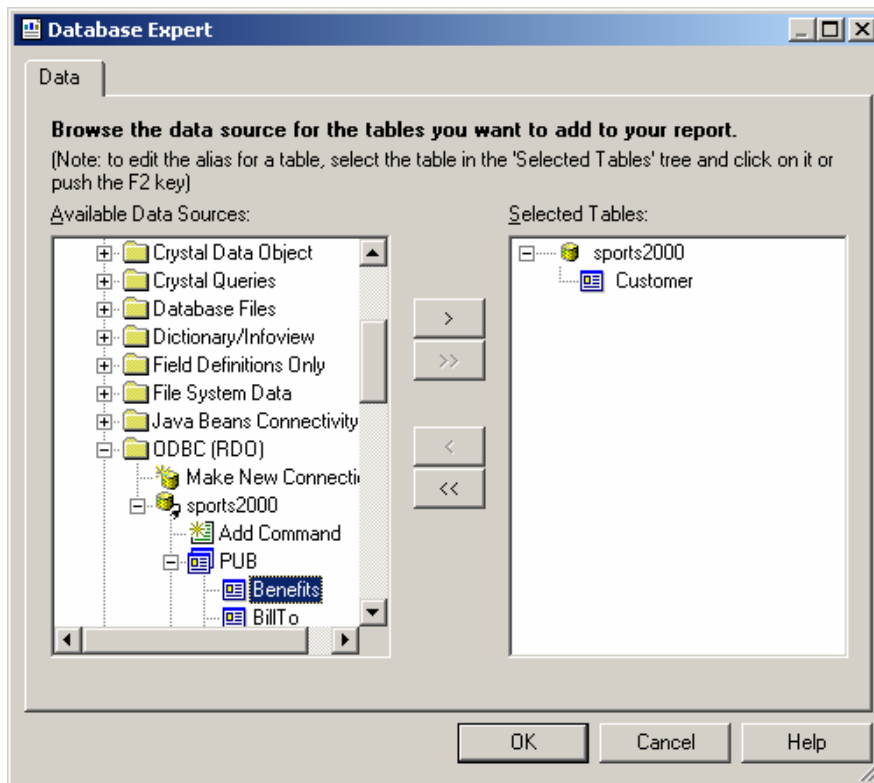 Database Expert
Data
Browse the data source for the tables you want to add to your report.
(Note: to edit the alias for a table, select the table in the 'Selected Tables' tree and click on it or
push the F2 key)
Available Data Sources:
Crystal Data Object
Crystal Queries
Database Files
Dictionary/Infoview
Field Definitions Only
File System Data
Java Beans Connectivity
ODBC (RDO)
Make New Connecti
sports2000
Add Command
PUB
Benefits
BillTo
>
>>
<
<<
Selected Tables:
sports2000
Customer
OK
Cancel
Help